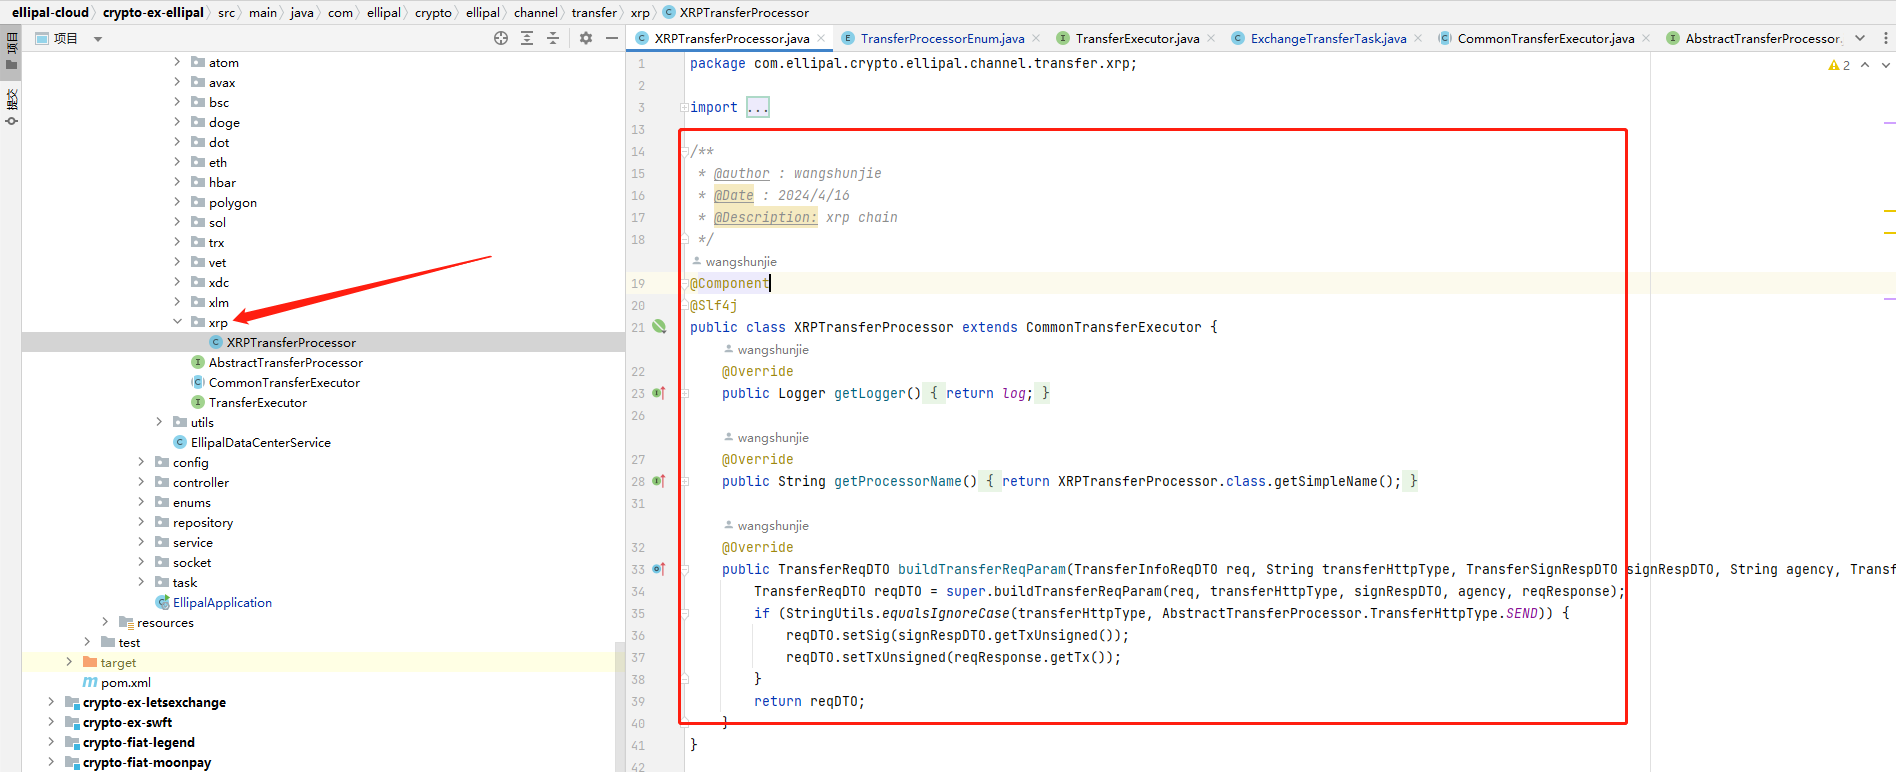 ellipal-cloud crypto-ex-ellipal src main java com ellipal crypto ellipal channel transfer xrp XRPTransferProcessor
项目
提交
项目
atom
avax
bsc
doge
dot
eth
hbar
polygon
sol
trx
vet
xdc
xlm
xrp
XRPTransferProcessor
AbstractTransferProcessor
CommonTransferExecutor
TransferExecutor
utils
EllipalDataCenterService
config
controller
enums
repository
service
socket
task
EllipalApplication
resources
test
target
pom.xml
crypto-ex-letsexchange
crypto-ex-swft
crypto-fiat-legend
crypto-fiat-moonpay
XRPTransferProcessor.java TransferProcessorEnum.java TransferExecutor.java ExchangeTransferTask.java CommonTransferExecutor.java AbstractTransferProcessor.
2
1 package com.ellipal.crypto.ellipal.channel.transfer.xrp;
2
3 import ...
13
14 /**
15 * @author : wangshunjie
16 * @Date : 2024/4/16
17 * @Description: xrp chain
18 */
wangshunjie
19 @Component
20 @Slf4j
21 public class XRPTransferProcessor extends CommonTransferExecutor {
wangshunjie
22 @Override
23 public Logger getLogger() { return log; }
26
wangshunjie
27 @Override
28 public String getProcessorName() { return XRPTransferProcessor.class.getSimpleName(); }
31
wangshunjie
32 @Override
33 public TransferReqDTO buildTransferReqParam(TransferInfoReqDTO req, String transferHttpType, TransferSignRespDTO signRespDTO, String agency, Transf
34 TransferReqDTO reqDTO = super.buildTransferReqParam(req, transferHttpType, signRespDTO, agency, reqResponse);
35 if (StringUtils.equalsIgnoreCase(transferHttpType, AbstractTransferProcessor.TransferHttpType.SEND)) {
36 reqDTO.setSig(signRespDTO.getTxUnsigned());
37 reqDTO.setTxUnsigned(reqResponse.getTx());
38 }
39 return reqDTO;
40 }
41 }
42